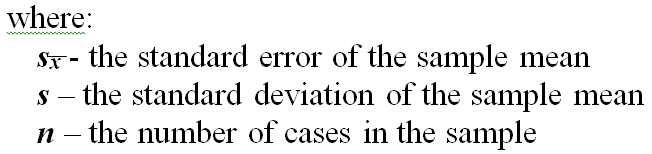 where:
s_x̅ - the standard error of the sample mean
s – the standard deviation of the sample mean
n – the number of cases in the sample